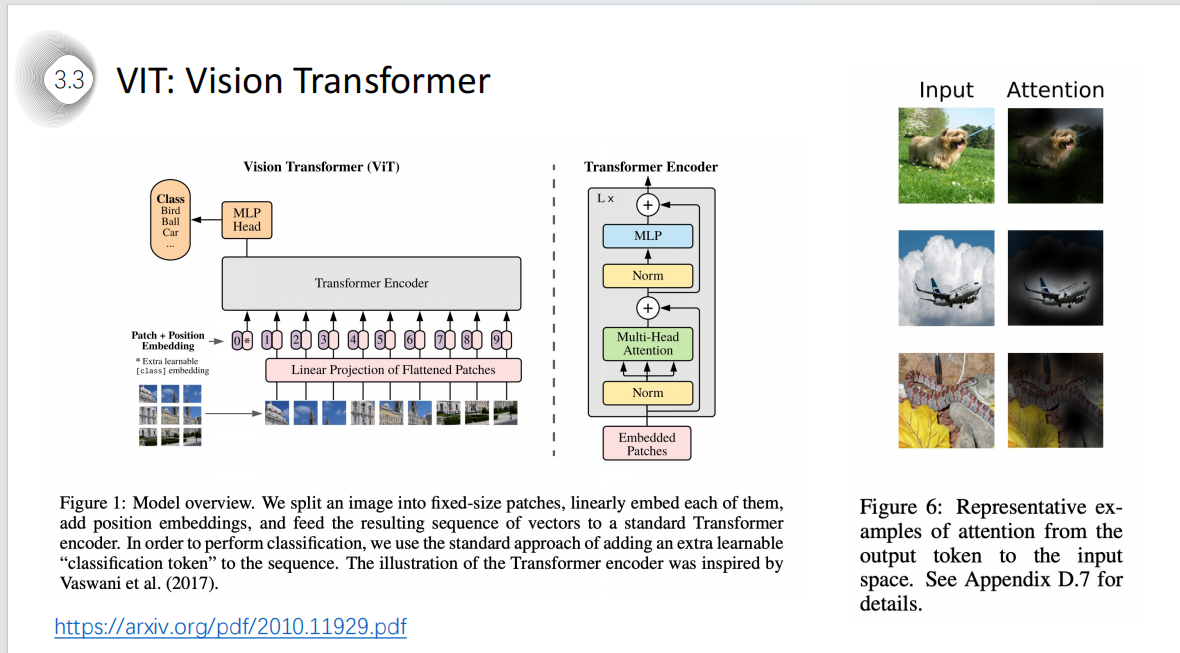 3.3
VIT: Vision Transformer
Vision Transformer (ViT)
Class
Bird
Ball
Car
...
MLP
Head
Transformer Encoder
Patch + Position
Embedding
* Extra learnable
[class] embedding
0 * 1 2 3 4 5 6 7 8 9
Linear Projection of Flattened Patches
Transformer Encoder
L x
+
MLP
Norm
+
Multi-Head
Attention
Norm
Embedded
Patches
Figure 1: Model overview. We split an image into fixed-size patches, linearly embed each of them,
add position embeddings, and feed the resulting sequence of vectors to a standard Transformer
encoder. In order to perform classification, we use the standard approach of adding an extra learnable
“classification token” to the sequence. The illustration of the Transformer encoder was inspired by
Vaswani et al. (2017).
https://arxiv.org/pdf/2010.11929.pdf
Input Attention
Figure 6: Representative ex-
amples of attention from the
output token to the input
space. See Appendix D.7 for
details.